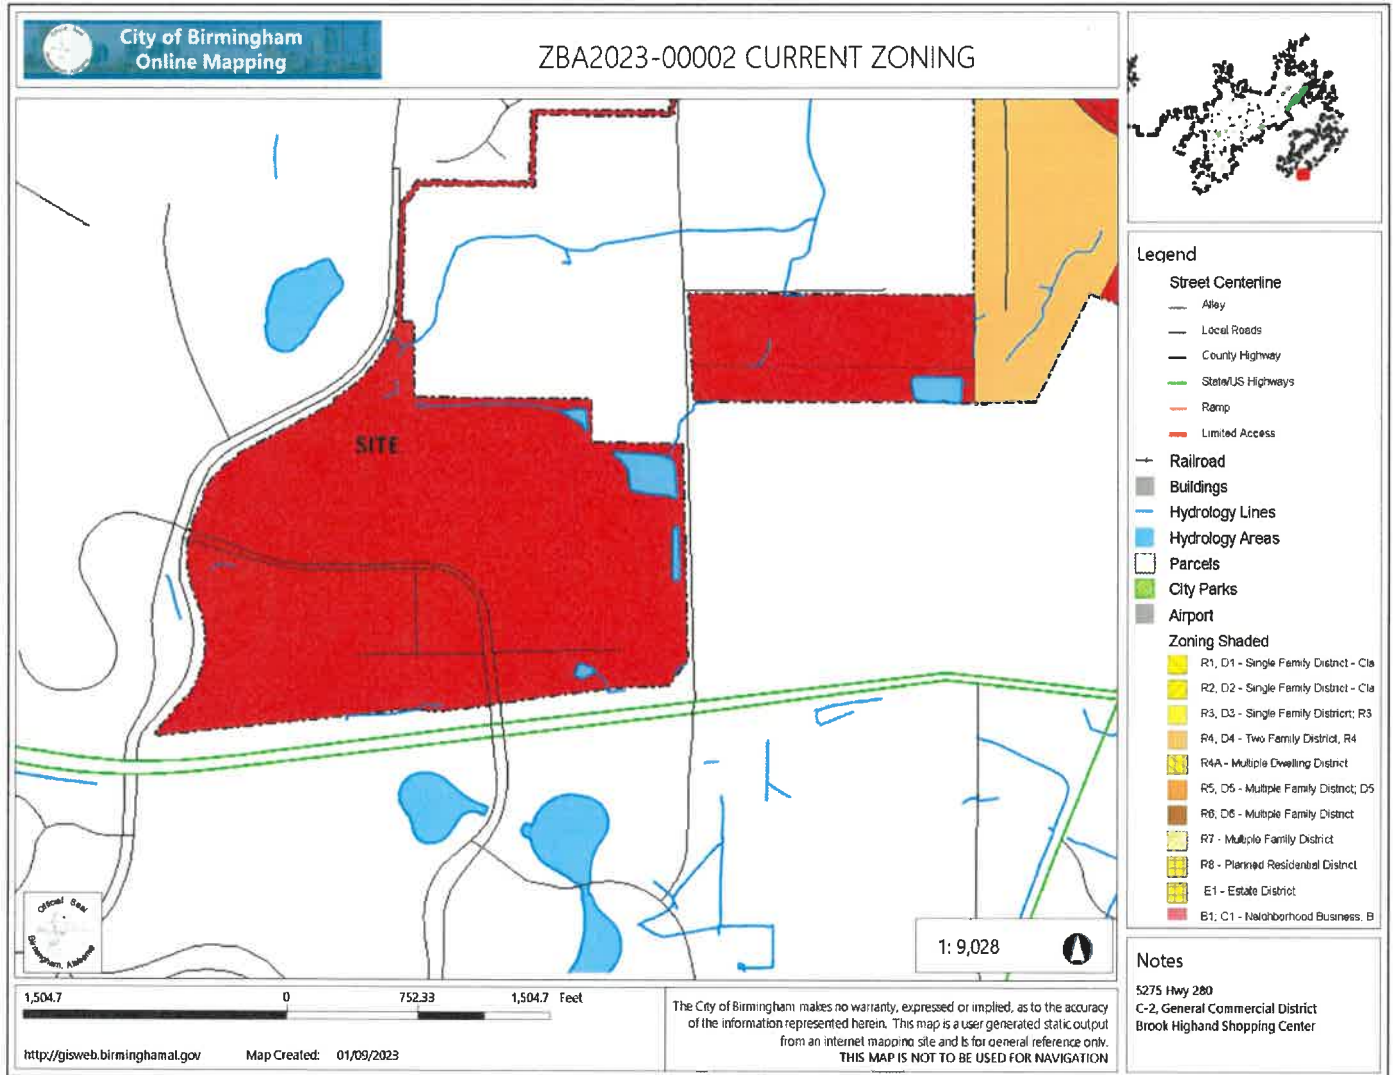 City of Birmingham
Online Mapping
ZBA2023-00002 CURRENT ZONING
SITE
Official Seal
Birmingham, Alabama
1: 9,028
Legend
Street Centerline
Alley
Local Roads
County Highway
State/US Highways
Ramp
Limited Access
Railroad
Buildings
Hydrology Lines
Hydrology Areas
Parcels
City Parks
Airport
Zoning Shaded
R1, D1 - Single Family District - Cla
R2, D2 - Single Family District - Cla
R3, D3 - Single Family District; R3
R4, D4 - Two Family District, R4
R4A - Multiple Dwelling District
R5, D5 - Multiple Family District; D5
R6, D6 - Multiple Family District
R7 - Multiple Family District
R8 - Planned Residential District
E1 - Estate District
B1; C1 - Neighborhood Business, B
Notes
5275 Hwy 280
C-2, General Commercial District
Brook Highand Shopping Center
1,504.7 0 752.33 1,504.7 Feet
http://gisweb.birminghamal.gov Map Created: 01/09/2023
The City of Birmingham makes no warranty, expressed or implied, as to the accuracy
of the information represented herein. This map is a user generated static output
from an internet mapping site and is for general reference only.
THIS MAP IS NOT TO BE USED FOR NAVIGATION